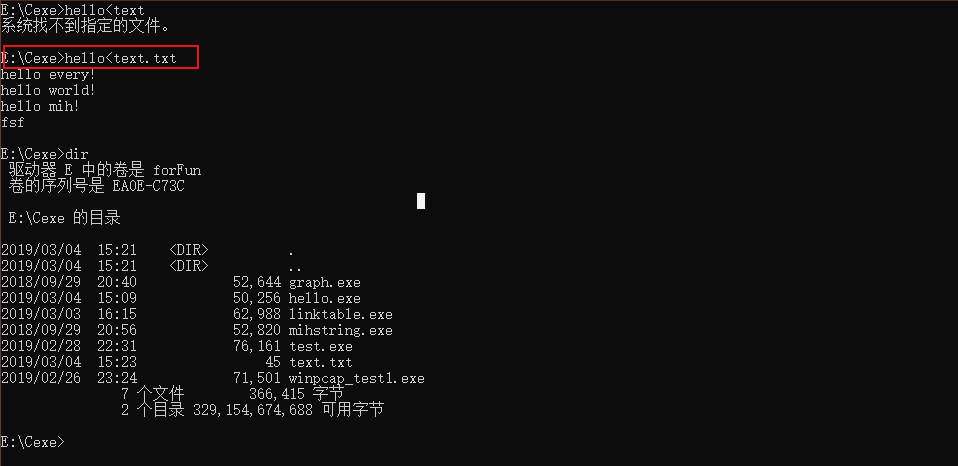 E:\Cexe>hello<text
系统找不到指定的文件。
E:\Cexe>hello<text.txt
hello every!
hello world!
hello mih!
fsf
E:\Cexe>dir
驱动器 E 中的卷是 forFun
卷的序列号是 EA0E-C73C
E:\Cexe 的目录
2019/03/04  15:21    <DIR>          .
2019/03/04  15:21    <DIR>          ..
2018/09/29  20:40            52,644 graph.exe
2019/03/04  15:09            50,256 hello.exe
2019/03/03  16:15            62,988 linktable.exe
2018/09/29  20:56            52,820 mihstring.exe
2019/02/28  22:31            76,161 test.exe
2019/03/04  15:23                45 text.txt
2019/02/26  23:24            71,501 winpcap_test1.exe
7 个文件        366,415 字节
2 个目录 329,154,674,688 可用字节
E:\Cexe>